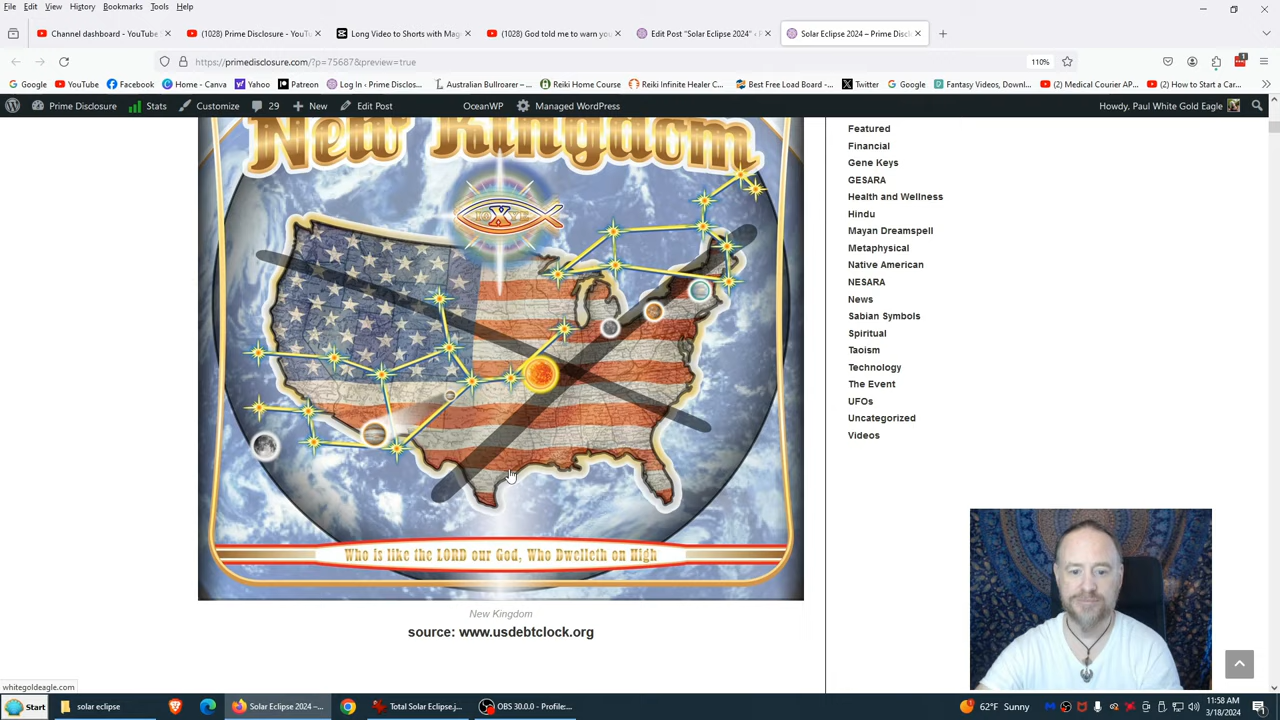 File Edit View History Bookmarks Tools Help
Channel dashboard - YouTube (1028) Prime Disclosure - YouT Long Video to Shorts with Mag (1028) God told me to warn you Edit Post "Solar Eclipse 2024" ‹ P Solar Eclipse 2024 – Prime Discl
https://primedisclosure.com/?p=75687&preview=true 110%
Google YouTube Facebook Home - Canva Yahoo Patreon Log In ‹ Prime Disclos... Australian Bullroarer ... Reiki Home Course Reiki Infinite Healer C... Best Free Load Board -... Twitter Google Fantasy Videos, Downl... (2) Medical Courier AP... (2) How to Start a Car...
Prime Disclosure Stats Customize 29 New Edit Post OceanWP Managed WordPress Howdy, Paul White Gold Eagle
New Kingdom
X
Who is like the LORD our God, Who Dwelleth on High
New Kingdom
source: www.usdebtclock.org
Featured
Financial
Gene Keys
GESARA
Health and Wellness
Hindu
Mayan Dreamspell
Metaphysical
Native American
NESARA
News
Sabian Symbols
Spiritual
Taoism
Technology
The Event
UFOs
Uncategorized
Videos
whitegoldeagle.com
Start solar eclipse Solar Eclipse 2024 –... Total Solar Eclipse.j... OBS 30.0.0 - Profile:... 62°F Sunny 11:58 AM
3/18/2024